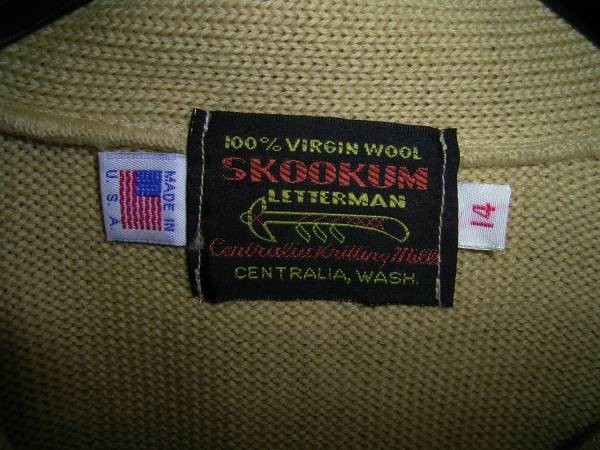 100% VIRGIN WOOL
SKOOKUM
LETTERMAN
Centralia Knitting Mills
CENTRALIA, WASH.
MADE IN
U. S. A
14